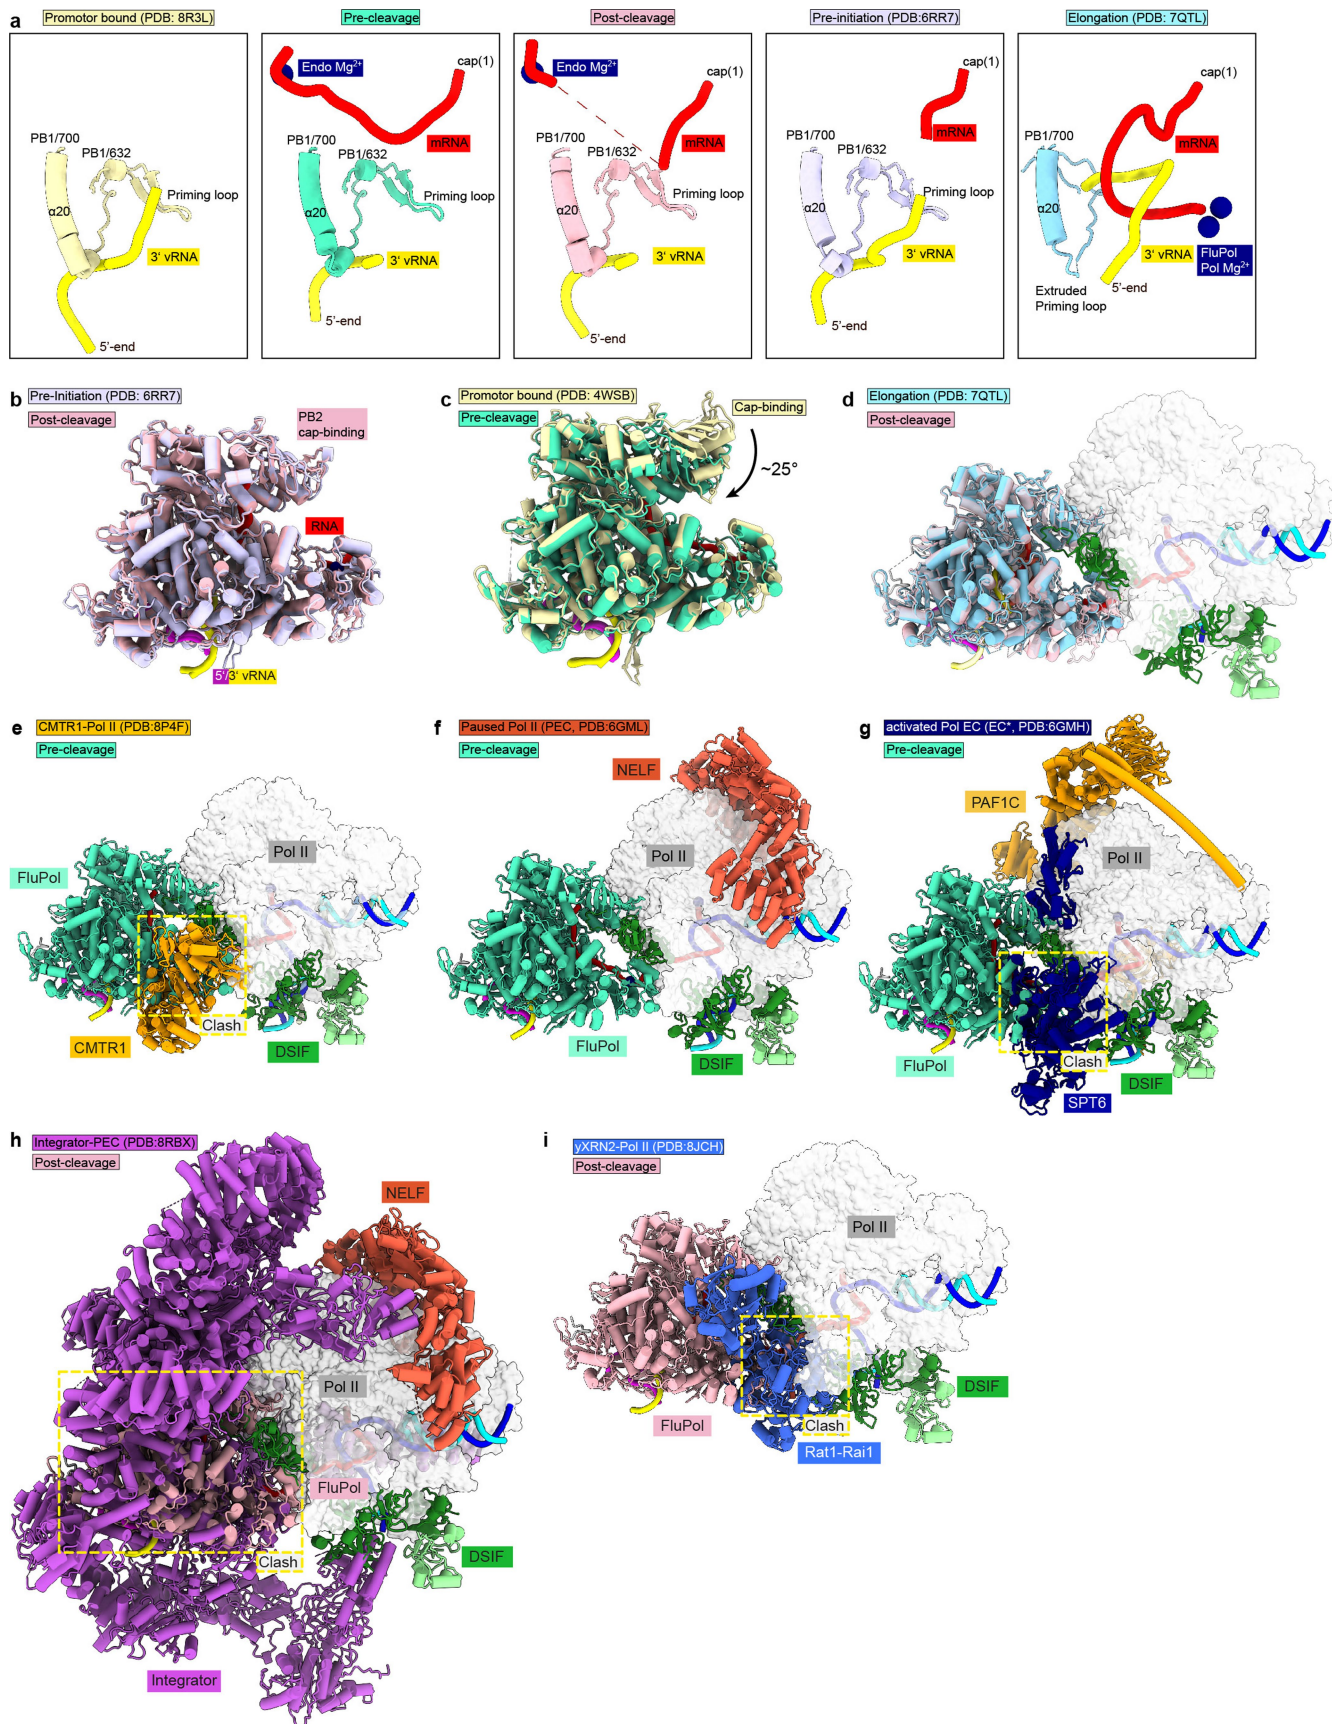 a
Promotor bound (PDB: 8R3L)
Pre-cleavage
Post-cleavage
Pre-initiation (PDB:6RR7)
Elongation (PDB: 7QTL)
PB1/700
α20
Priming loop
3‘ vRNA
5’-end
Endo Mg²⁺
cap(1)
mRNA
PB1/700
PB1/632
α20
Priming loop
3‘ vRNA
5’-end
Endo Mg²⁺
cap(1)
mRNA
PB1/700
PB1/632
α20
Priming loop
3‘ vRNA
5’-end
cap(1)
mRNA
PB1/700
PB1/632
α20
Priming loop
3‘ vRNA
5’-end
cap(1)
mRNA
PB1/700
α20
3‘ vRNA
FluPol
Pol Mg²⁺
5’-end
Extruded
Priming loop
b
Pre-Initiation (PDB: 6RR7)
Post-cleavage
PB2
cap-binding
RNA
5’/3‘ vRNA
c
Promotor bound (PDB: 4WSB)
Pre-cleavage
Cap-binding
~25°
d
Elongation (PDB: 7QTL)
Post-cleavage
e
CMTR1-Pol II (PDB:8P4F)
Pre-cleavage
Pol II
FluPol
Clash
CMTR1
DSIF
f
Paused Pol II (PEC, PDB:6GML)
Pre-cleavage
NELF
Pol II
FluPol
DSIF
g
activated Pol EC (EC*, PDB:6GMH)
Pre-cleavage
PAF1C
Pol II
Clash
FluPol
DSIF
SPT6
h
Integrator-PEC (PDB:8RBX)
Post-cleavage
NELF
Pol II
FluPol
Clash
DSIF
Integrator
i
yXRN2-Pol II (PDB:8JCH)
Post-cleavage
Pol II
DSIF
FluPol
Clash
Rat1-Rai1